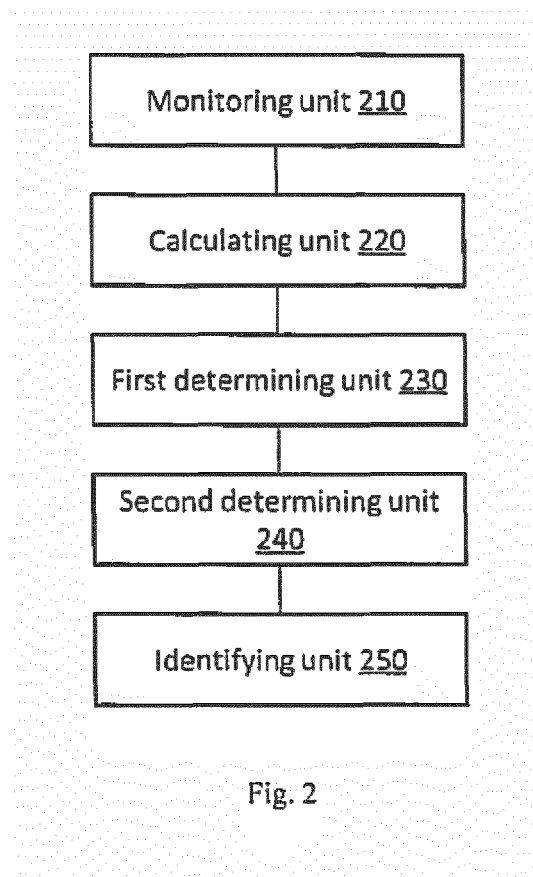 Monitoring unit 210
Calculating unit 220
First determining unit 230
Second determining unit
240
Identifying unit 250
Fig. 2